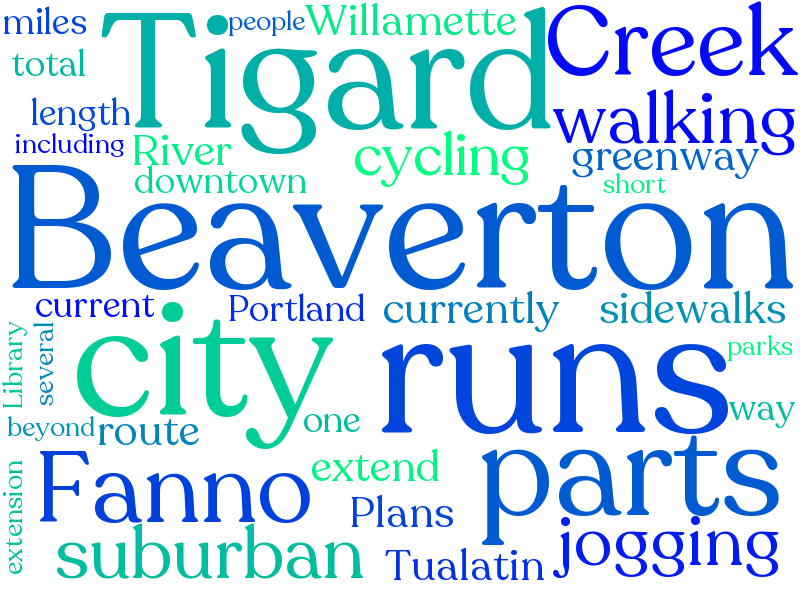 miles
people
Willamette
Tigard
Creek
total
length
walking
including
River
cycling
greenway
downtown
short
Beaverton
current
Portland
currently
sidewalks
Library
several
city
runs
parks
way
beyond
route
one
extension
Fanno
extend
parts
Plans
suburban
Tualatin
jogging